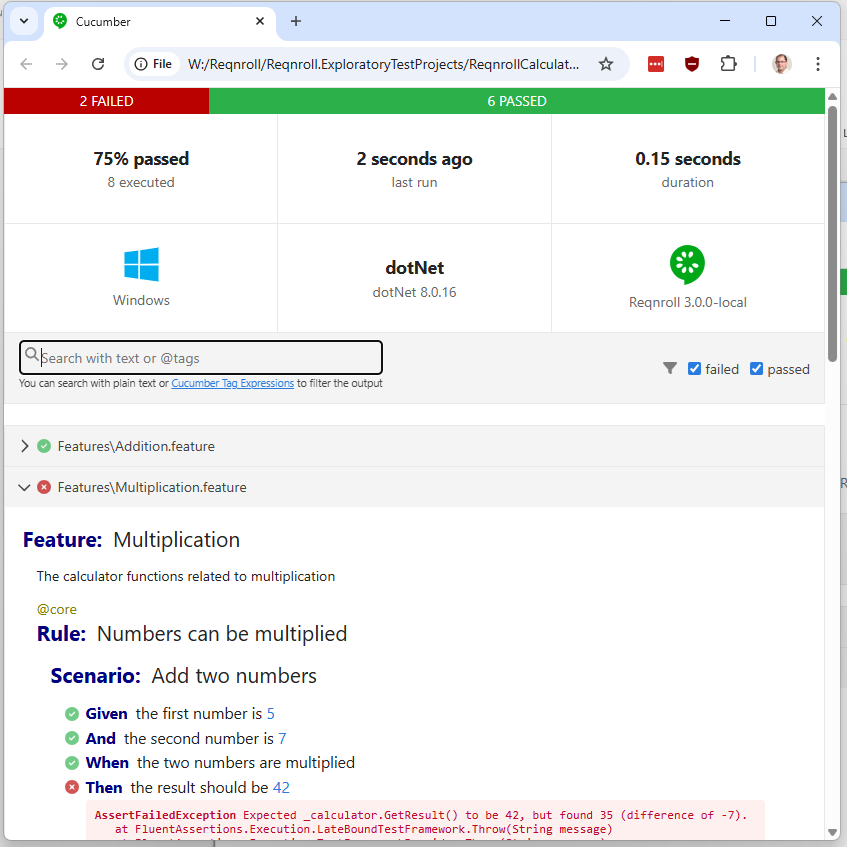 Cucumber
File
W:/Reqnroll/Reqnroll.ExploratoryTestProjects/ReqnrollCalculat...
2 FAILED
6 PASSED
75% passed
8 executed
2 seconds ago
last run
0.15 seconds
duration
Windows
dotNet
dotNet 8.0.16
Reqnroll 3.0.0-local
Search with text or @tags
You can search with plain text or Cucumber Tag Expressions to filter the output
failed
passed
Features\Addition.feature
Features\Multiplication.feature
Feature: Multiplication
The calculator functions related to multiplication
@core
Rule: Numbers can be multiplied
Scenario: Add two numbers
Given the first number is 5
And the second number is 7
When the two numbers are multiplied
Then the result should be 42
AssertFailedException Expected _calculator.GetResult() to be 42, but found 35 (difference of -7).
at FluentAssertions.Execution.LateBoundTestFramework.Throw(String message)